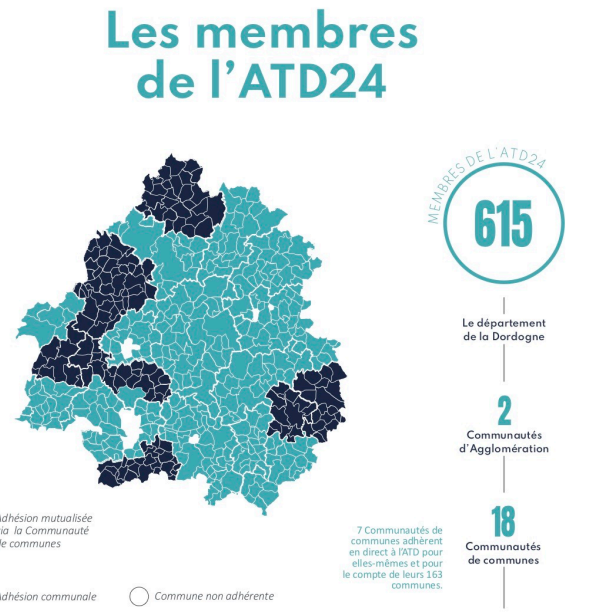 Les membres
de l'ATD24
MEMBRES DE L'ATD24
615
Le département
de la Dordogne
2
Communautés
d'Agglomération
18
Communautés
de communes
7 Communautés de
communes adhèrent
en direct à l'ATD pour
elles-mêmes et pour
le compte de leurs 163
communes.
dhésion mutualisée
ia la Communauté
e communes
dhésion communale
Commune non adhérente